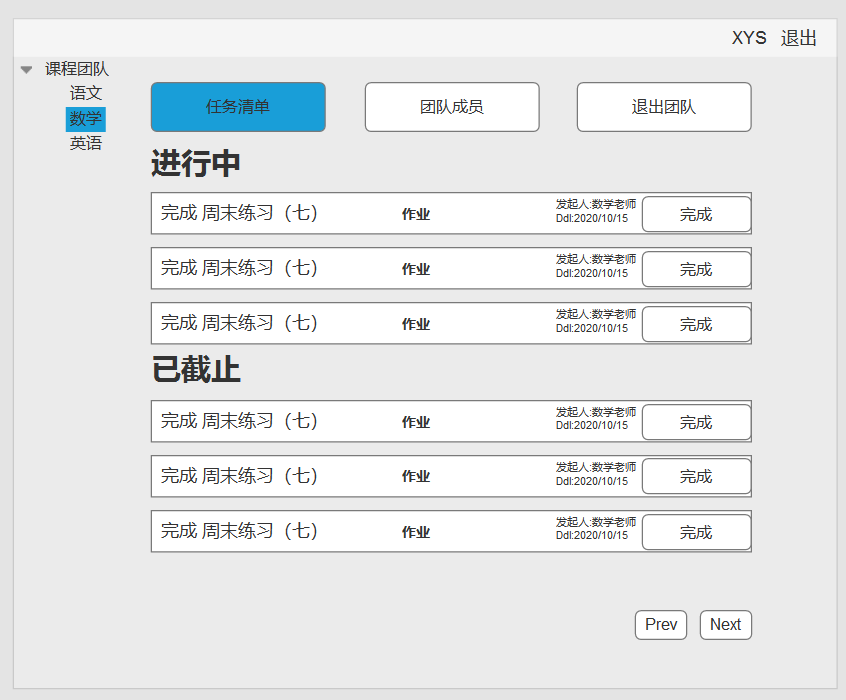 XYS 退出
课程团队
语文
数学
英语
任务清单 团队成员 退出团队
进行中
完成 周末练习（七） 作业 发起人:数学老师 完成
Ddl:2020/10/15
完成 周末练习（七） 作业 发起人:数学老师 完成
Ddl:2020/10/15
完成 周末练习（七） 作业 发起人:数学老师 完成
Ddl:2020/10/15
已截止
完成 周末练习（七） 作业 发起人:数学老师 完成
Ddl:2020/10/15
完成 周末练习（七） 作业 发起人:数学老师 完成
Ddl:2020/10/15
完成 周末练习（七） 作业 发起人:数学老师 完成
Ddl:2020/10/15
Prev Next